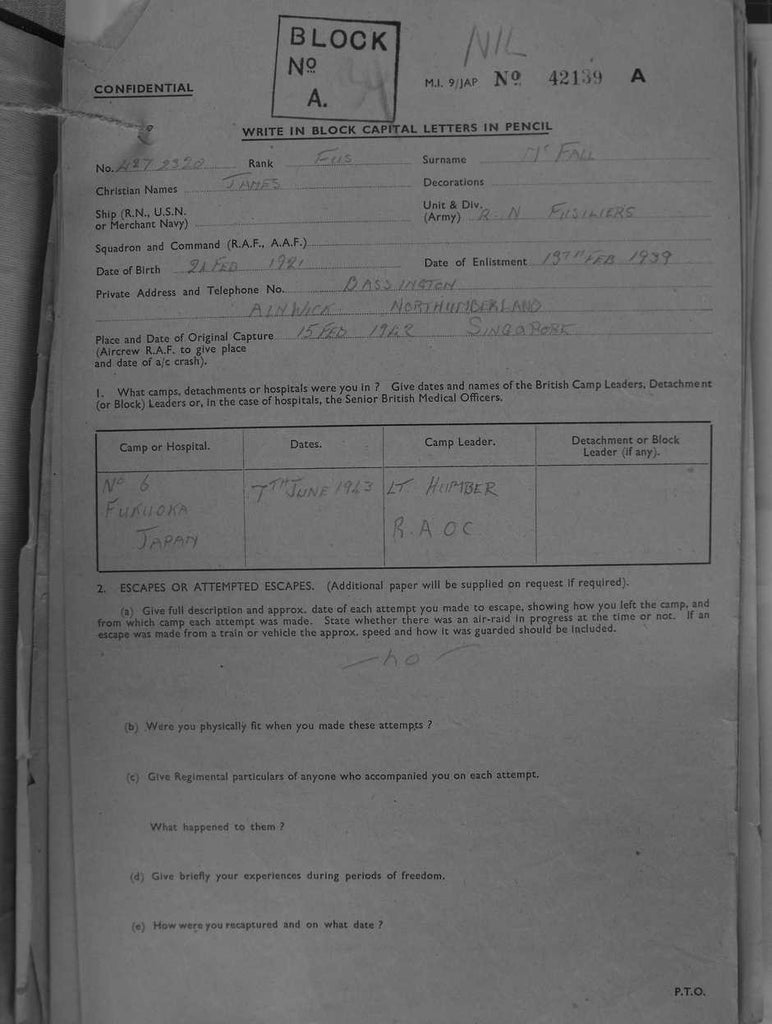 BLOCK
Nº
A.
NIL
CONFIDENTIAL
M.I. 9/JAP Nº 42139 A
WRITE IN BLOCK CAPITAL LETTERS IN PENCIL
No. 4272320 Rank FUS Surname Mc FALL
Christian Names JAMES Decorations
Ship (R.N., U.S.N. or Merchant Navy) Unit & Div. (Army) R. N FUSILIERS
Squadron and Command (R.A.F., A.A.F.)
Date of Birth 21 FEB 1921 Date of Enlistment 13TH FEB 1939
Private Address and Telephone No. BASSINGTON
ALNWICK NORTHUMBERLAND
Place and Date of Original Capture 15 FEB 1942 SINGAPORE
(Aircrew R.A.F. to give place
and date of a/c crash).
1. What camps, detachments or hospitals were you in ? Give dates and names of the British Camp Leaders, Detachment
(or Block) Leaders or, in the case of hospitals, the Senior British Medical Officers.
Camp or Hospital. Dates. Camp Leader. Detachment or Block Leader (if any).
Nº 6 7TH JUNE 1943 LT. HUMBER
FUKUOKA R.A OC
JAPAN
2. ESCAPES OR ATTEMPTED ESCAPES. (Additional paper will be supplied on request if required).
(a) Give full description and approx. date of each attempt you made to escape, showing how you left the camp, and
from which camp each attempt was made. State whether there was an air-raid in progress at the time or not. If an
escape was made from a train or vehicle the approx. speed and how it was guarded should be included.
— no —
(b) Were you physically fit when you made these attempts ?
(c) Give Regimental particulars of anyone who accompanied you on each attempt.
What happened to them ?
(d) Give briefly your experiences during periods of freedom.
(e) How were you recaptured and on what date ?
P.T.O.